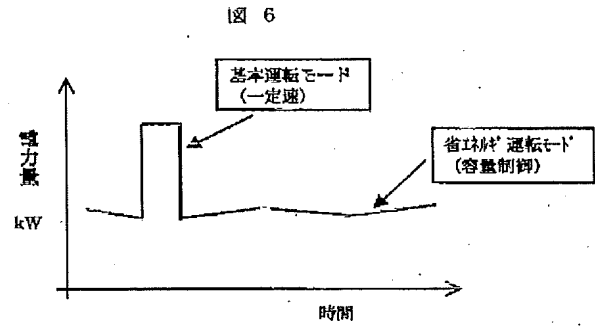 図 6
基本運転モード
(一定速)
電力量
kW
省エネルギ運転モード
(容量制御)
時間